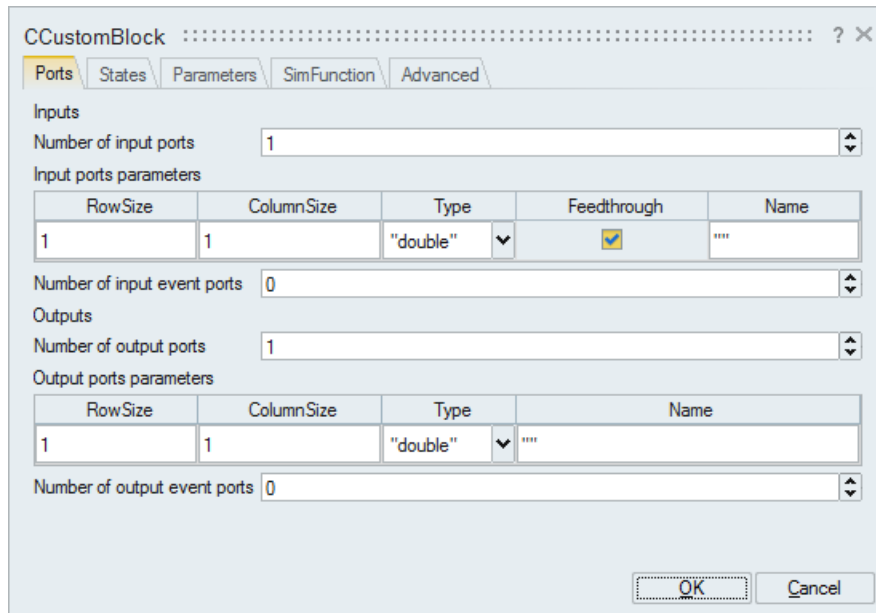 CCustomBlock ? ×
Ports States Parameters SimFunction Advanced
Inputs
Number of input ports 1
Input ports parameters
RowSize ColumnSize Type Feedthrough Name
1 1 "double" ""
Number of input event ports 0
Outputs
Number of output ports 1
Output ports parameters
RowSize ColumnSize Type Name
1 1 "double" ""
Number of output event ports 0
OK Cancel